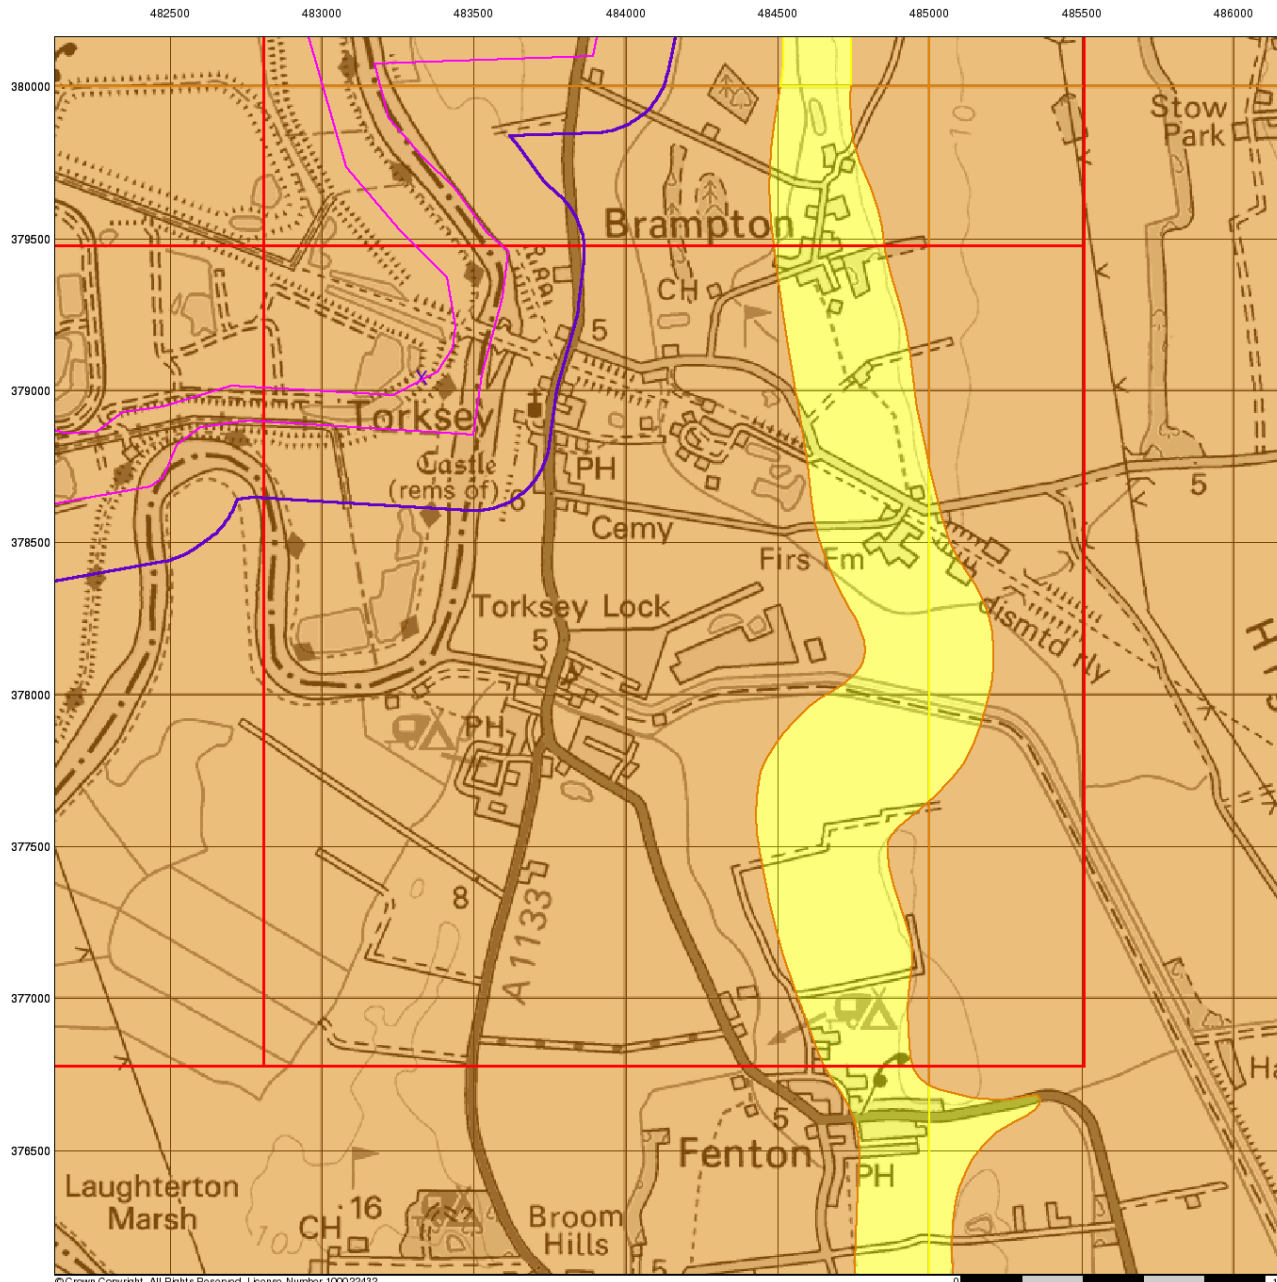 482500 483000 483500 484000 484500 485000 485500 486000
380000
Stow
Park
10
Brampton
379500
CH
5
379000
Torksey
Castle
(rems of)
PH
6
5
Cemy
378500
Firs Fm
Torksey Lock
dismtd rly
5
378000
PH
377500
8
A 1133
377000
Ha
5
376500
Fenton
PH
Laughterton
Marsh
16
CH
10
Broom
Hills
5
© Crown Copyright. All Rights Reserved. License Number 100022432
0